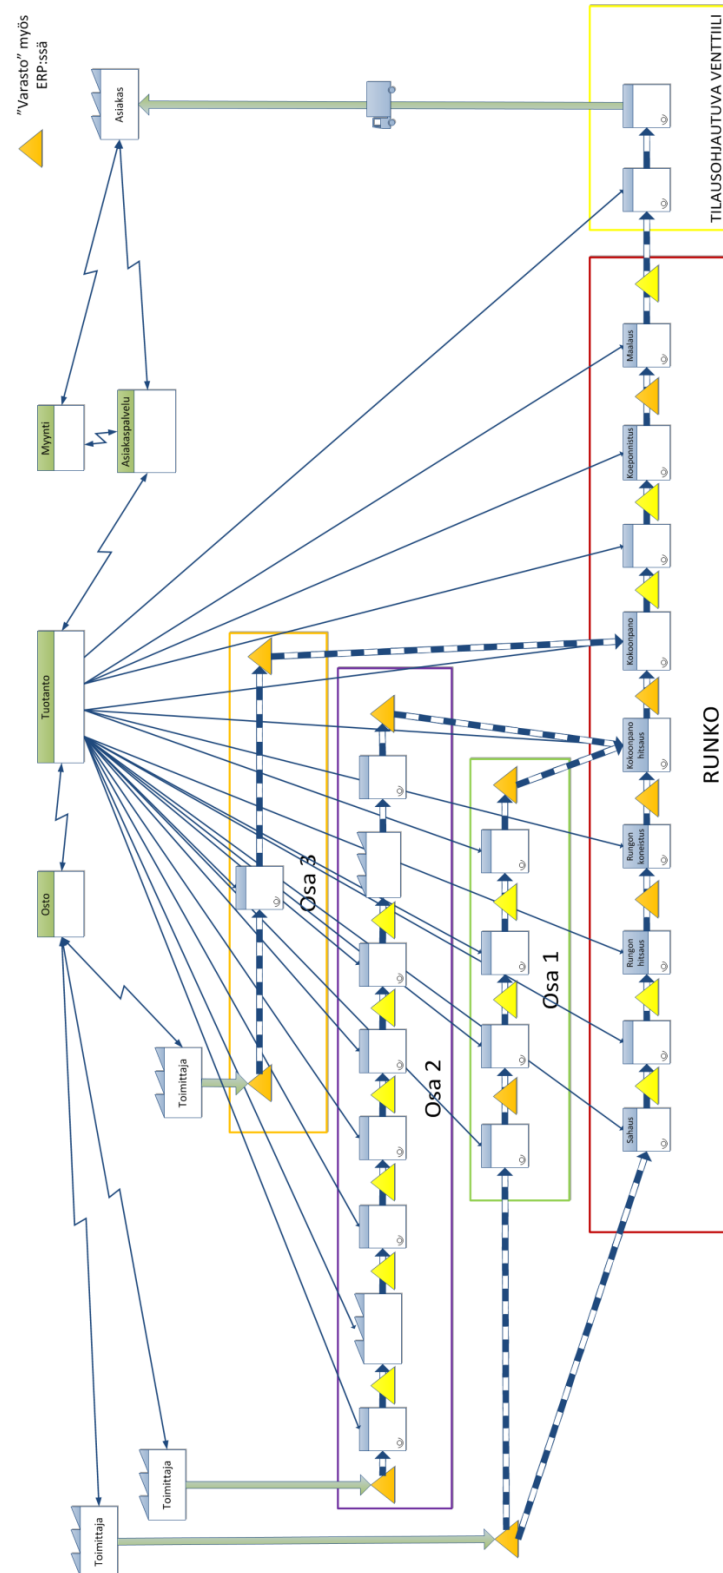 "Varasto" myös
ERP:ssä
Asiakas
Myynti
Asiakaspalvelu
Tuotanto
Osto
Toimittaja
Toimittaja
Toimittaja
Osa 3
Osa 2
Osa 1
Sahaus
Rungon
hitsaus
Rungon
koneistus
Kokoonpano
hitsaus
Kokoonpano
Koeponnistus
Maalaus
RUNKO
TILAUSOHJAUTUVA VENTTIILI